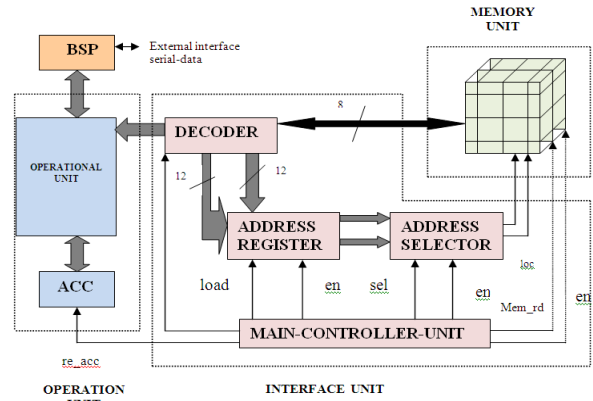 MEMORY
UNIT
BSP
External interface
serial-data
8
DECODER
OPERATIONAL
UNIT
12
12
ADDRESS
REGISTER
ADDRESS
SELECTOR
loc
load
en
sel
en
Mem_rd
en
ACC
MAIN-CONTROLLER-UNIT
re_acc
OPERATION
UNIT
INTERFACE UNIT